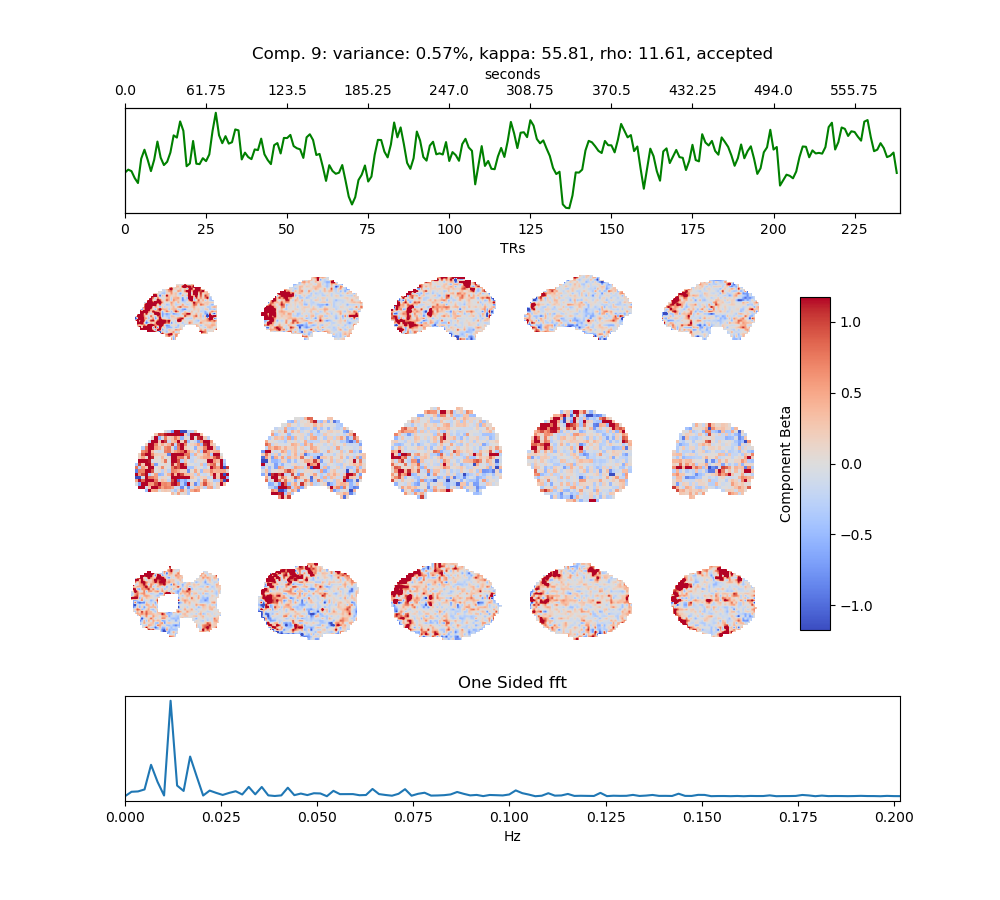 Comp. 9: variance: 0.57%, kappa: 55.81, rho: 11.61, accepted
seconds
0.0 61.75 123.5 185.25 247.0 308.75 370.5 432.25 494.0 555.75
0 25 50 75 100 125 150 175 200 225
TRs
1.0
0.5
0.0
−0.5
−1.0
Component Beta
One Sided fft
0.000 0.025 0.050 0.075 0.100 0.125 0.150 0.175 0.200
Hz